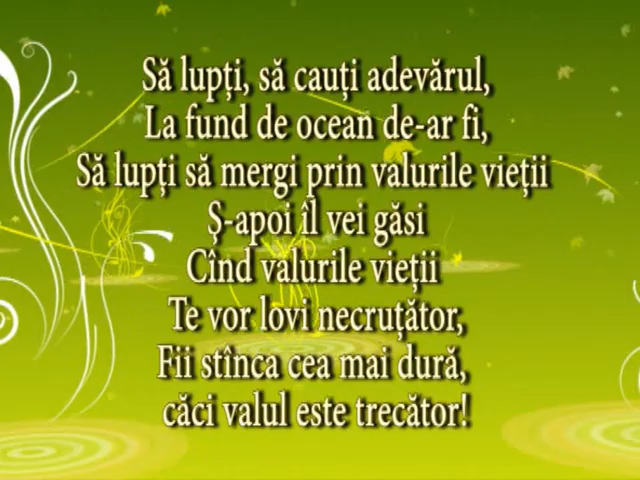 Să lupți, să cauți adevărul,
La fund de ocean de-ar fi,
Să lupți să mergi prin valurile vieții
Ș-apoi îl vei găsi
Cînd valurile vieții
Te vor lovi necruțător,
Fii stînca cea mai dură,
căci valul este trecător!